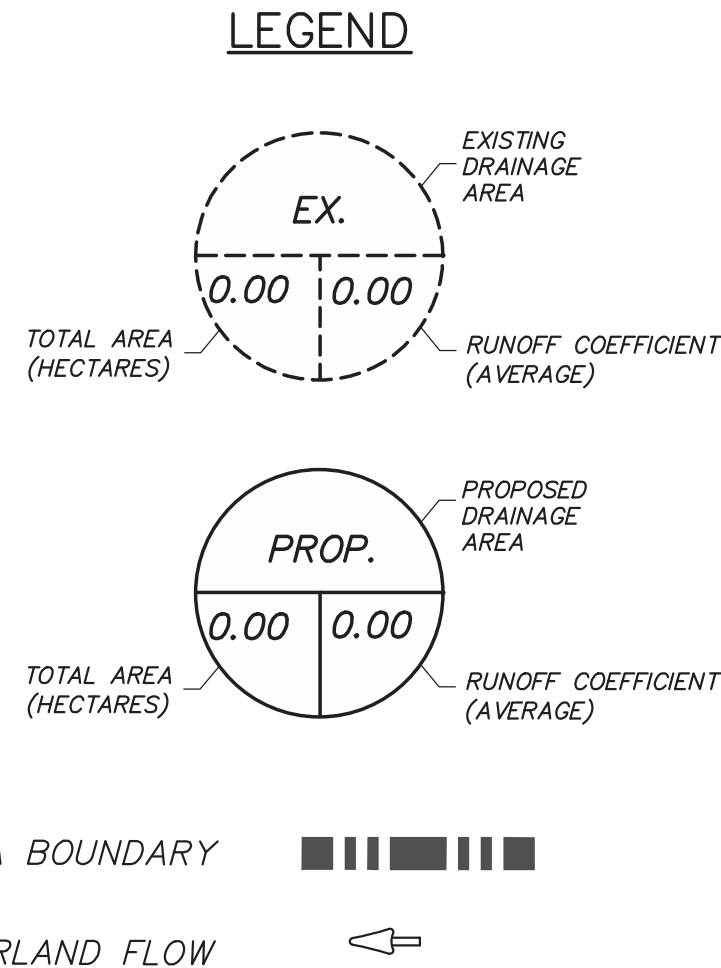 LEGEND
EXISTING
DRAINAGE
AREA
EX.
0.00 0.00
TOTAL AREA
(HECTARES)
RUNOFF COEFFICIENT
(AVERAGE)
PROPOSED
DRAINAGE
AREA
PROP.
0.00 0.00
TOTAL AREA
(HECTARES)
RUNOFF COEFFICIENT
(AVERAGE)
BOUNDARY
FLOW